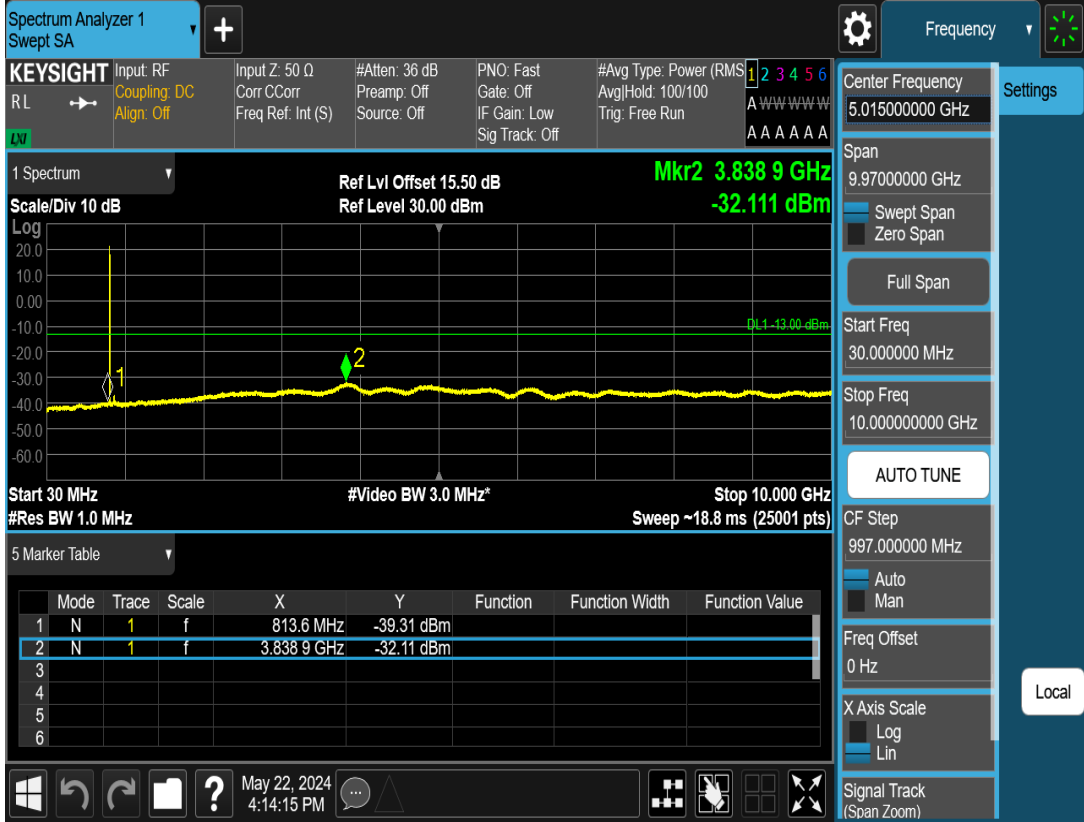 Spectrum Analyzer 1
Swept SA
+
Frequency
KEYSIGHT
RL
LXI
Input: RF
Coupling: DC
Align: Off
Input Z: 50 Ω
Corr CCorr
Freq Ref: Int (S)
#Atten: 36 dB
Preamp: Off
Source: Off
PNO: Fast
Gate: Off
IF Gain: Low
Sig Track: Off
#Avg Type: Power (RMS
Avg|Hold: 100/100
Trig: Free Run
1 2 3 4 5 6
A W W W W W
A A A A A A
1 Spectrum
Scale/Div 10 dB
Ref Lvl Offset 15.50 dB
Ref Level 30.00 dBm
Mkr2 3.838 9 GHz
-32.111 dBm
Log
20.0
10.0
0.00
-10.0
-20.0
-30.0
-40.0
-50.0
-60.0
DL1 -13.00 dBm
1
2
Start 30 MHz
#Res BW 1.0 MHz
#Video BW 3.0 MHz*
Stop 10.000 GHz
Sweep ~18.8 ms (25001 pts)
5 Marker Table
Mode Trace Scale X Y Function Function Width Function Value
1 N 1 f 813.6 MHz -39.31 dBm
2 N 1 f 3.838 9 GHz -32.11 dBm
3
4
5
6
?
May 22, 2024
4:14:15 PM
Center Frequency
5.015000000 GHz
Span
9.97000000 GHz
Swept Span
Zero Span
Full Span
Start Freq
30.000000 MHz
Stop Freq
10.000000000 GHz
AUTO TUNE
CF Step
997.000000 MHz
Auto
Man
Freq Offset
0 Hz
X Axis Scale
Log
Lin
Signal Track
(Span Zoom)
Settings
Local